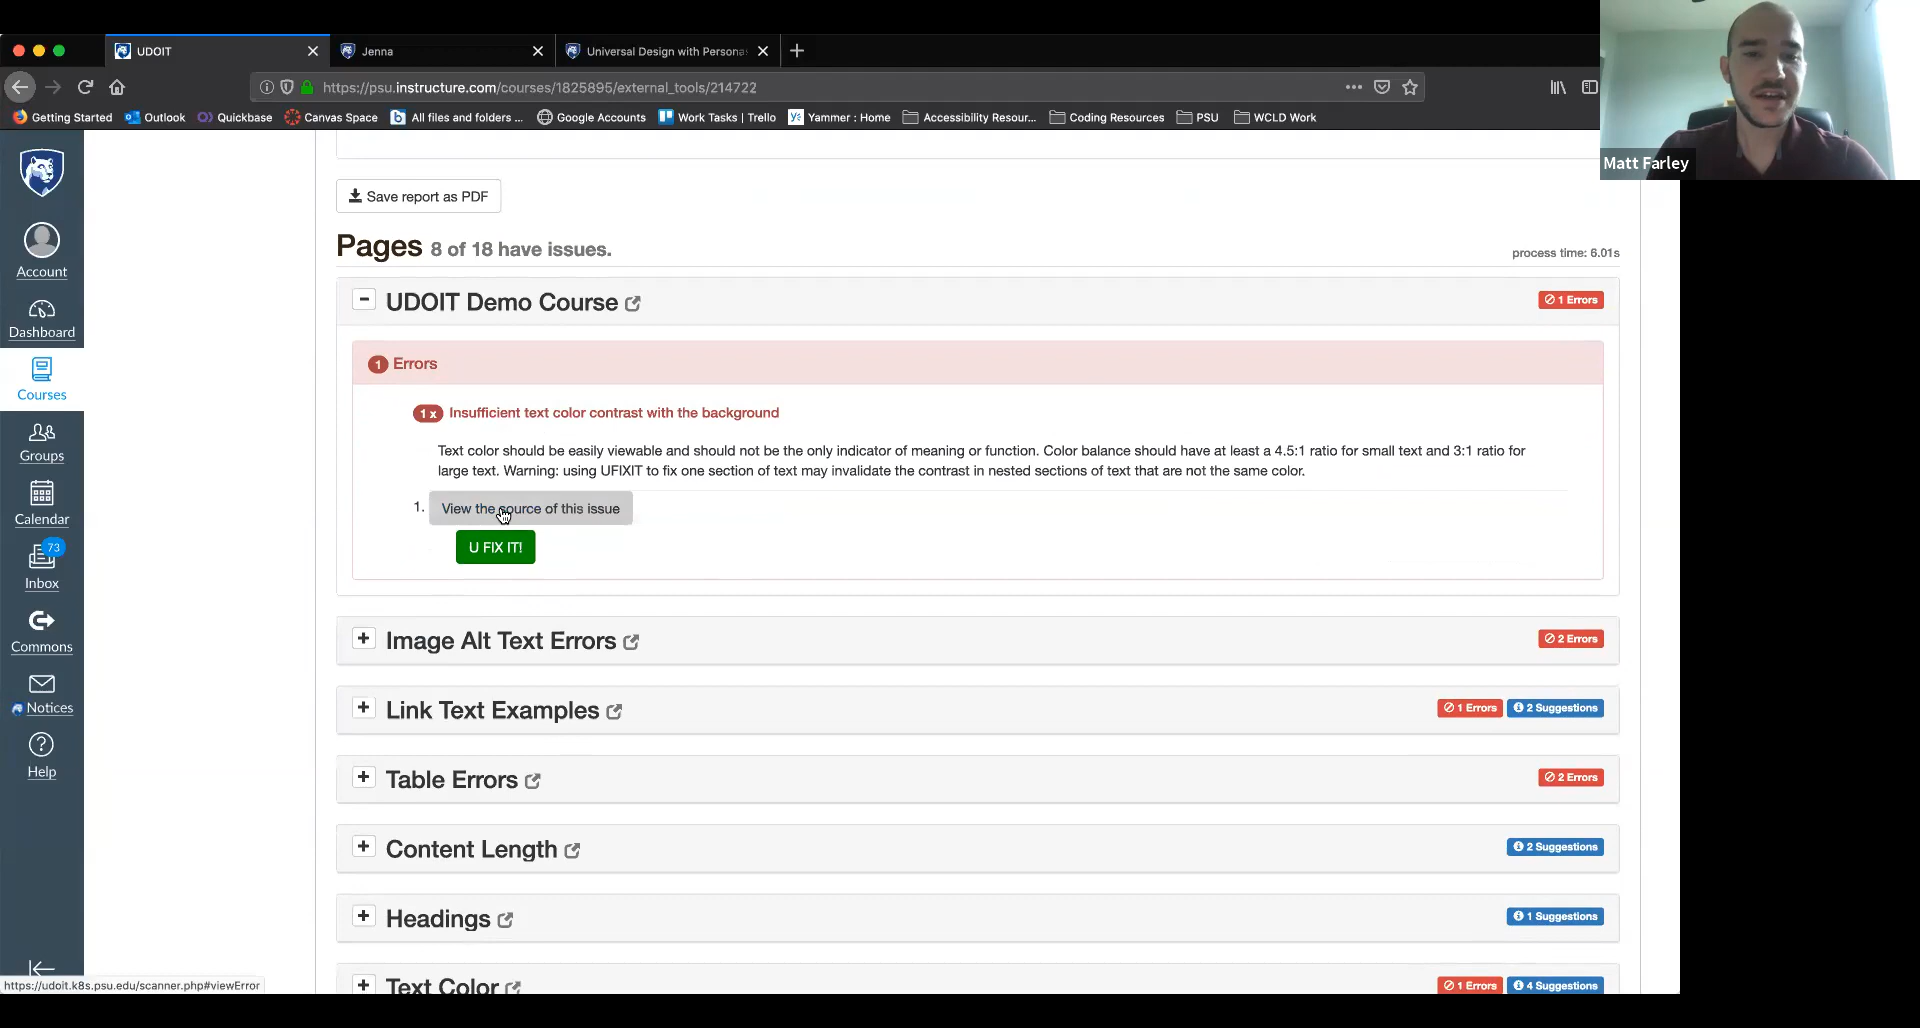 UDOIT
Jenna
Universal Design with Persona
https://psu.instructure.com/courses/1825895/external_tools/214722
Getting Started
Outlook
Quickbase
Canvas Space
All files and folders ...
Google Accounts
Work Tasks | Trello
Yammer : Home
Accessibility Resour...
Coding Resources
PSU
WCLD Work
Matt Farley
Account
Dashboard
Courses
Groups
Calendar
73
Inbox
Commons
Notices
Help
Save report as PDF
Pages 8 of 18 have issues.
process time: 6.01s
UDOIT Demo Course
1 Errors
1 Errors
1 x Insufficient text color contrast with the background
Text color should be easily viewable and should not be the only indicator of meaning or function. Color balance should have at least a 4.5:1 ratio for small text and 3:1 ratio for
large text. Warning: using UFIXIT to fix one section of text may invalidate the contrast in nested sections of text that are not the same color.
1. View the source of this issue
U FIX IT!
Image Alt Text Errors
2 Errors
Link Text Examples
1 Errors
2 Suggestions
Table Errors
2 Errors
Content Length
2 Suggestions
Headings
1 Suggestions
Text Color
1 Errors
4 Suggestions
https://udoit.k8s.psu.edu/scanner.php#viewError